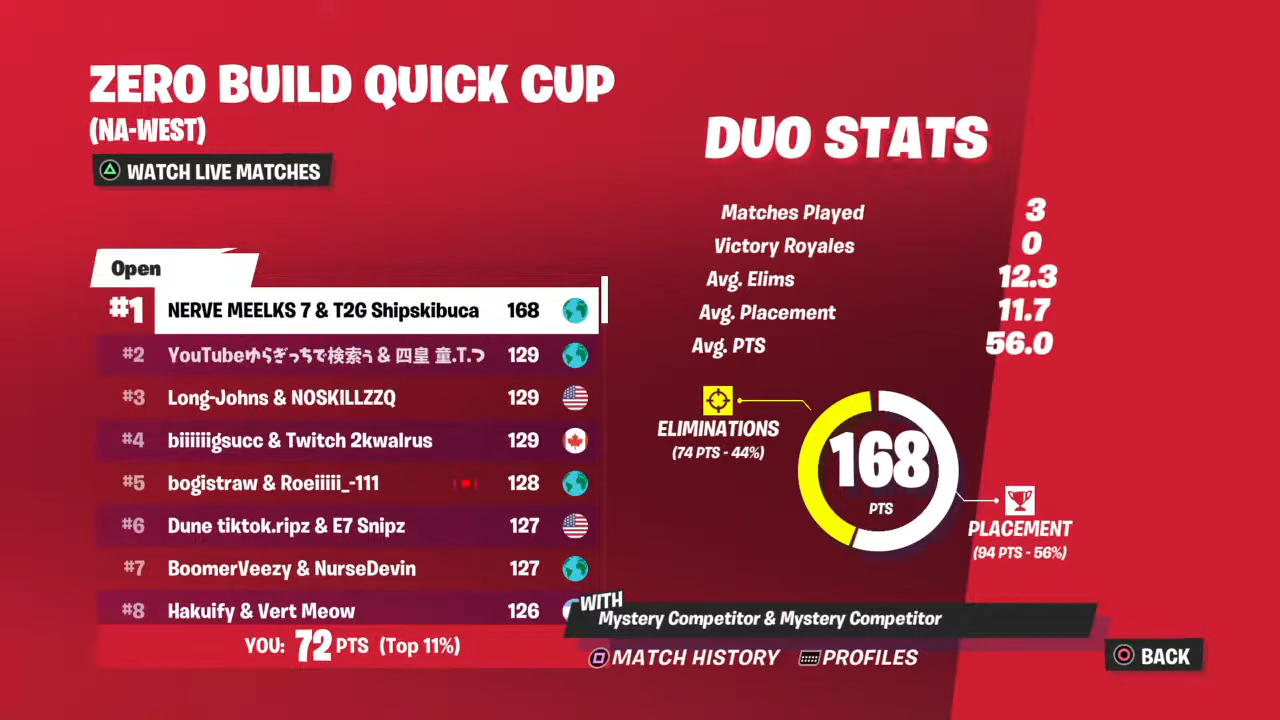 ZERO BUILD QUICK CUP
(NA-WEST)
WATCH LIVE MATCHES
Open
#1 NERVE MEELKS 7 & T2G Shipskibuca 168
#2 YouTubeゆらぎっちで検索ぅ & 四皇 童.T.つ 129
#3 Long-Johns & NOSKILLZZQ 129
#4 biiiiiigsucc & Twitch 2kwalrus 129
#5 bogistraw & Roeiiiii_-111 128
#6 Dune tiktok.ripz & E7 Snipz 127
#7 BoomerVeezy & NurseDevin 127
#8 Hakuify & Vert Meow 126
YOU: 72 PTS (Top 11%)
DUO STATS
Matches Played 3
Victory Royales 0
Avg. Elims 12.3
Avg. Placement 11.7
Avg. PTS 56.0
ELIMINATIONS
(74 PTS - 44%)
168
PTS
PLACEMENT
(94 PTS - 56%)
WITH
Mystery Competitor & Mystery Competitor
MATCH HISTORY PROFILES
BACK